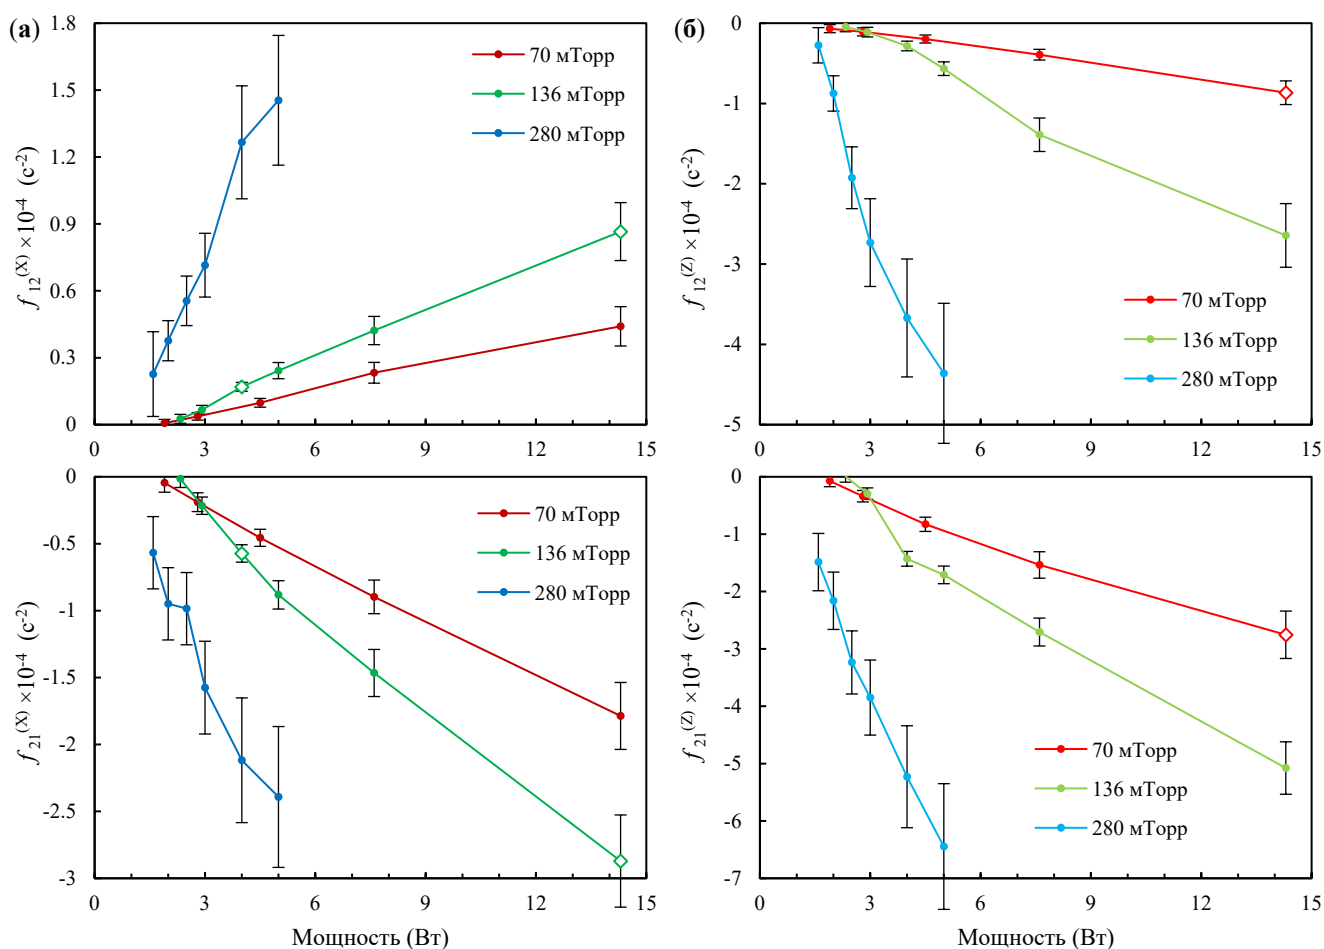 (а)
1.8
1.5
1.2
0.9
0.6
0.3
0
0 3 6 9 12 15
f₁₂⁽ˣ⁾ ×10⁻⁴ (с⁻²)
70 мТорр
136 мТорр
280 мТорр
(б)
0
-1
-2
-3
-4
-5
0 3 6 9 12 15
f₁₂⁽ᶻ⁾ ×10⁻⁴ (с⁻²)
70 мТорр
136 мТорр
280 мТорр
0
-0.5
-1
-1.5
-2
-2.5
-3
0 3 6 9 12 15
f₂₁⁽ˣ⁾ ×10⁻⁴ (с⁻²)
70 мТорр
136 мТорр
280 мТорр
Мощность (Вт)
0
-1
-2
-3
-4
-5
-6
-7
0 3 6 9 12 15
f₂₁⁽ᶻ⁾ ×10⁻⁴ (с⁻²)
70 мТорр
136 мТорр
280 мТорр
Мощность (Вт)